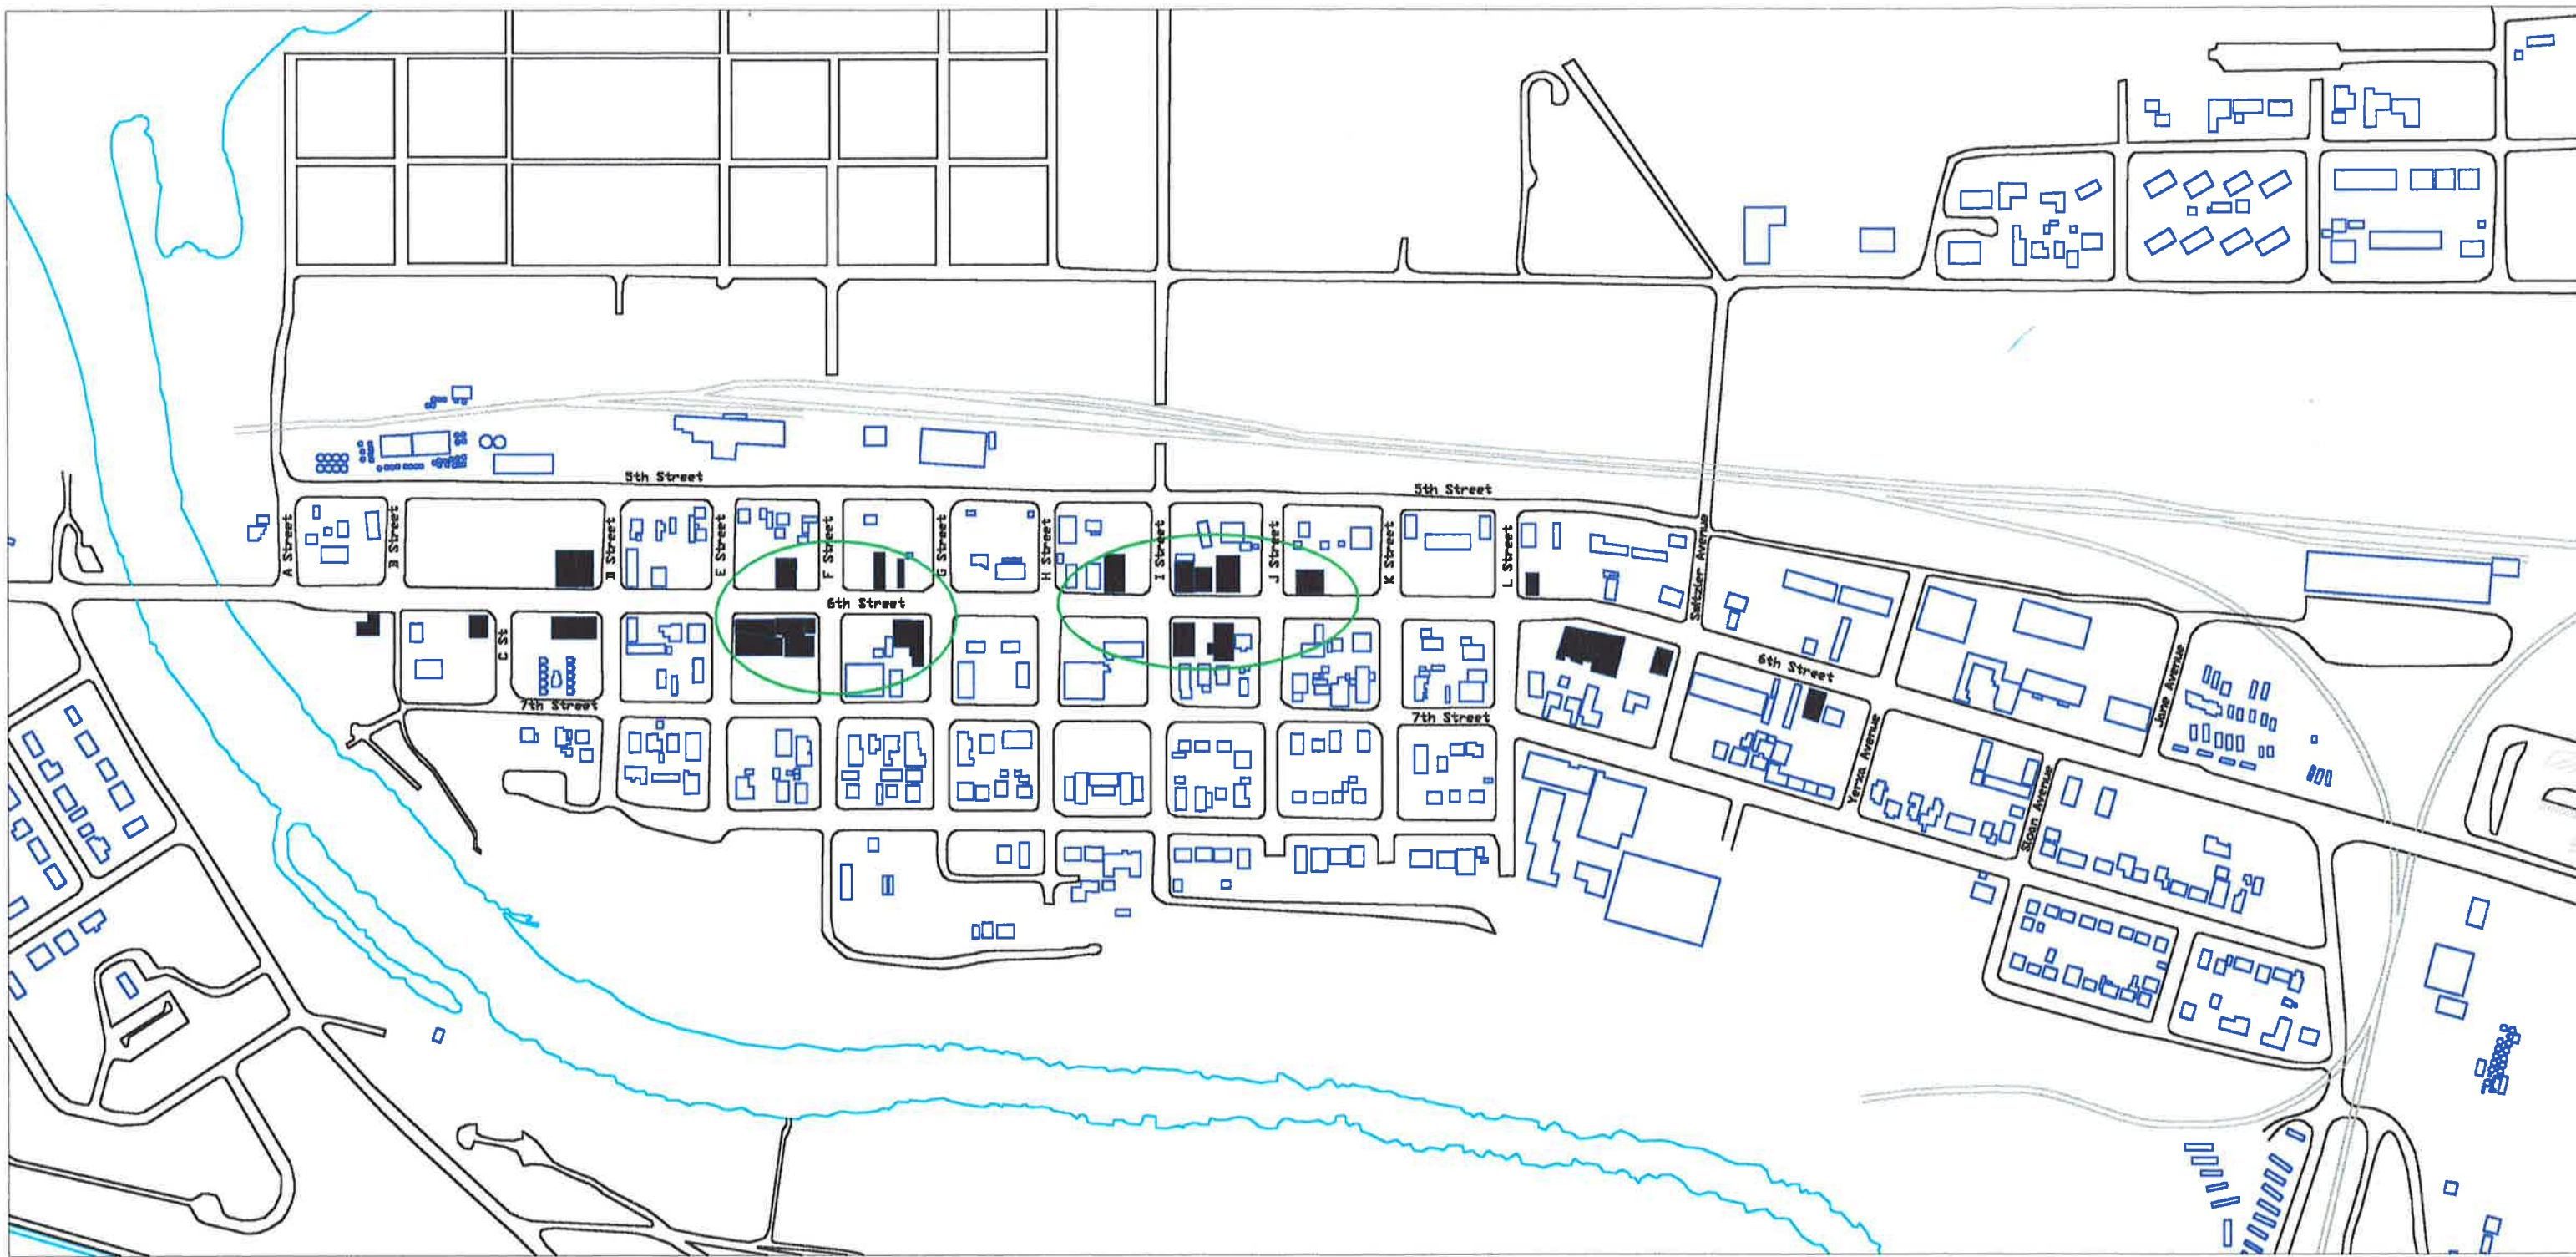 5th Street
5th Street
A Street
B Street
D Street
E Street
F Street
G Street
H Street
I Street
J Street
K Street
L Street
Saltzler Avenue
6th Street
C St
6th Street
Jane Avenue
7th Street
7th Street
Yerxa Avenue
Sloan Avenue